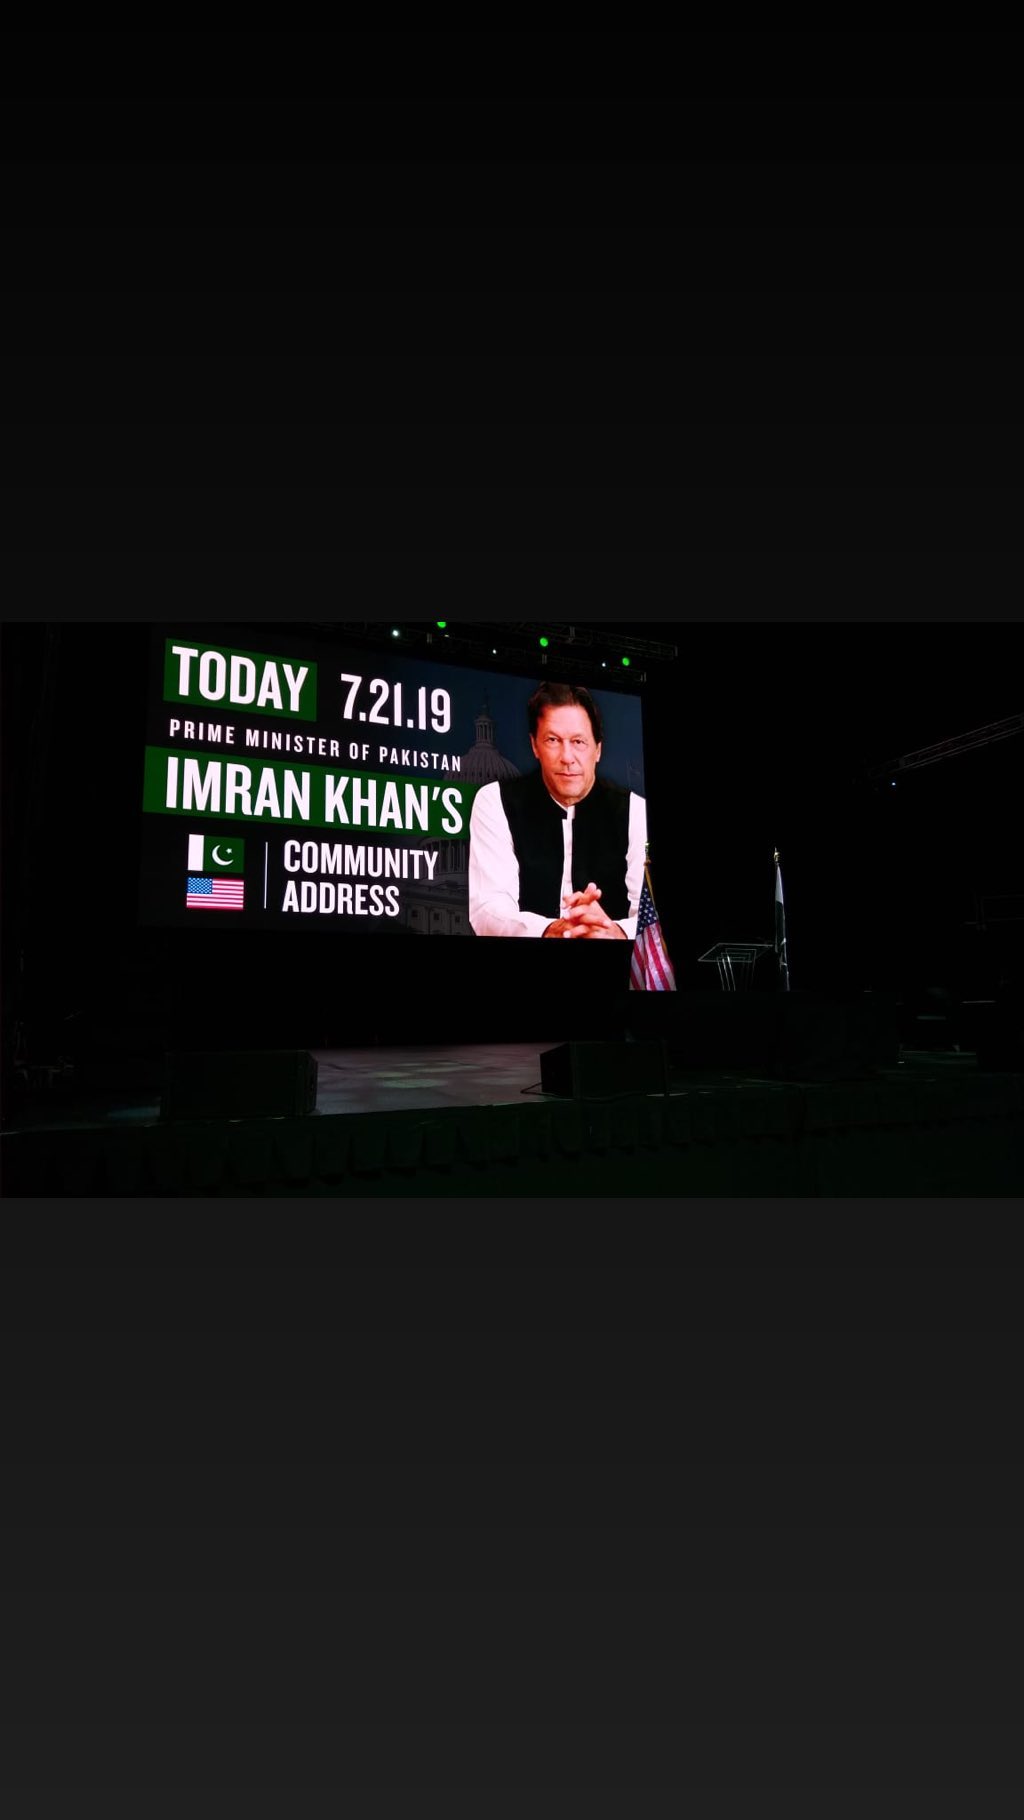 TODAY 7.21.19
PRIME MINISTER OF PAKISTAN
IMRAN KHAN'S
COMMUNITY
ADDRESS